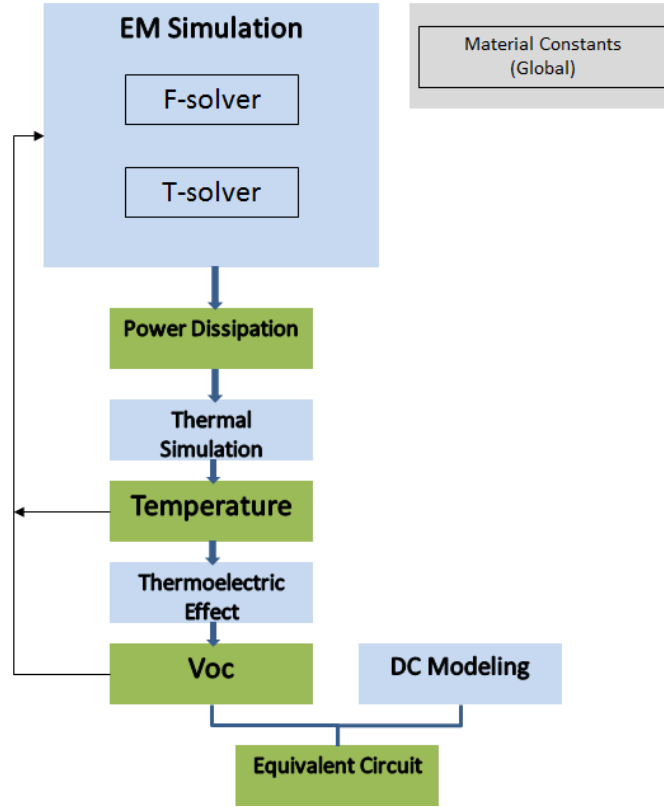 EM Simulation
F-solver
T-solver
Material Constants
(Global)
Power Dissipation
Thermal
Simulation
Temperature
Thermoelectric
Effect
Voc
DC Modeling
Equivalent Circuit